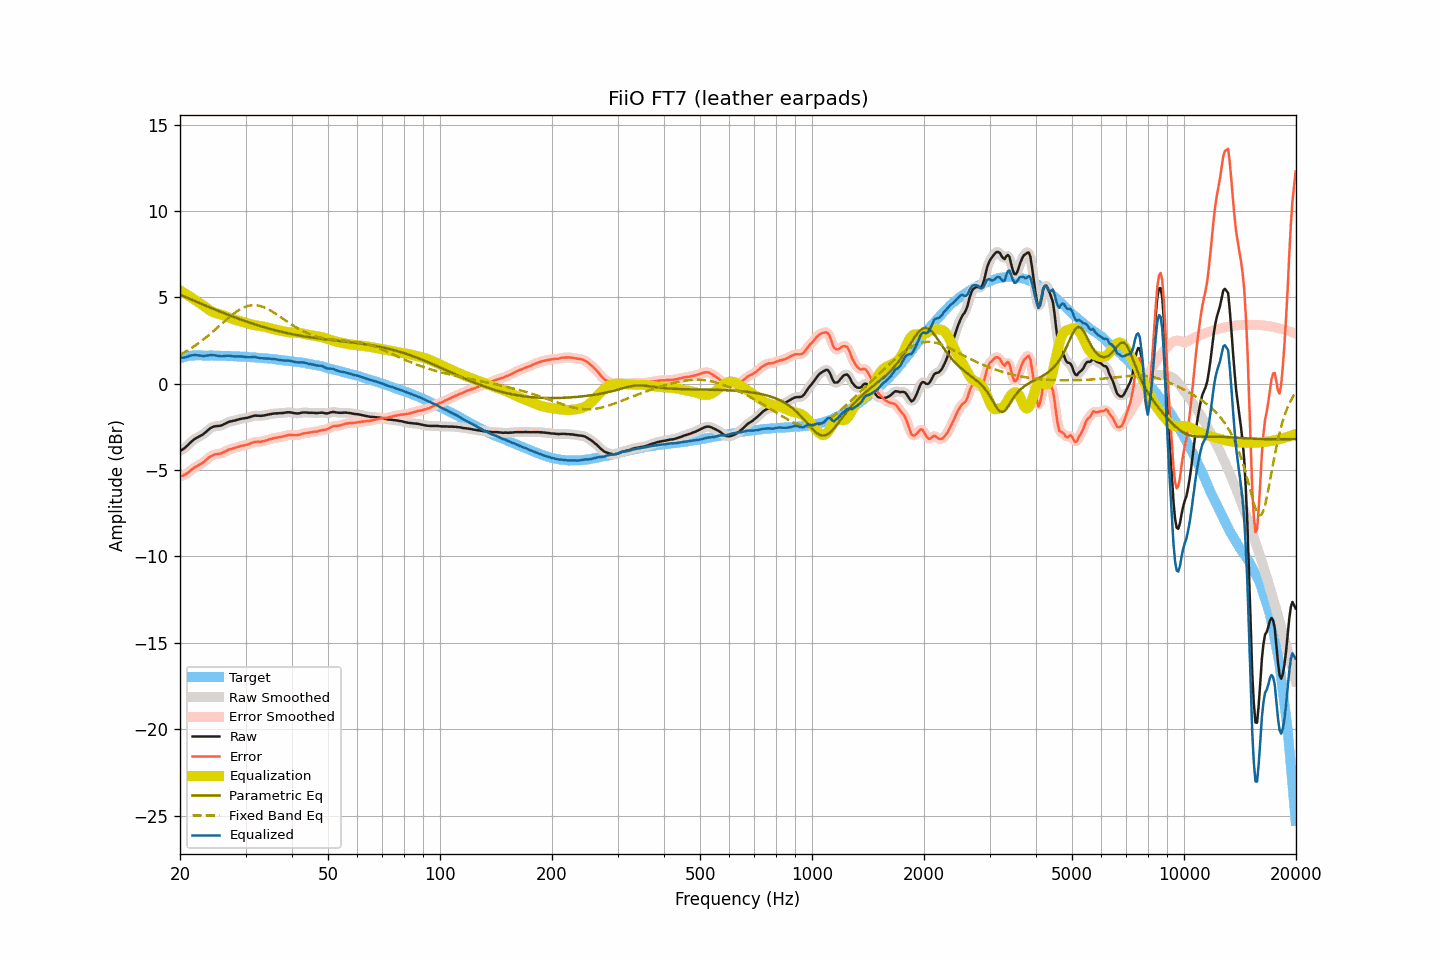 FiiO FT7 (leather earpads)
15
10
5
0
−5
−10
−15
−20
−25
Amplitude (dBr)
Target
Raw Smoothed
Error Smoothed
Raw
Error
Equalization
Parametric Eq
Fixed Band Eq
Equalized
20 50 100 200 500 1000 2000 5000 10000 20000
Frequency (Hz)